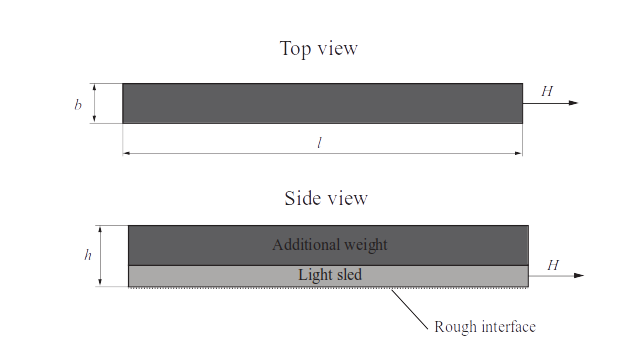 Top view
b
H
l
Side view
Additional weight
h
Light sled
H
Rough interface